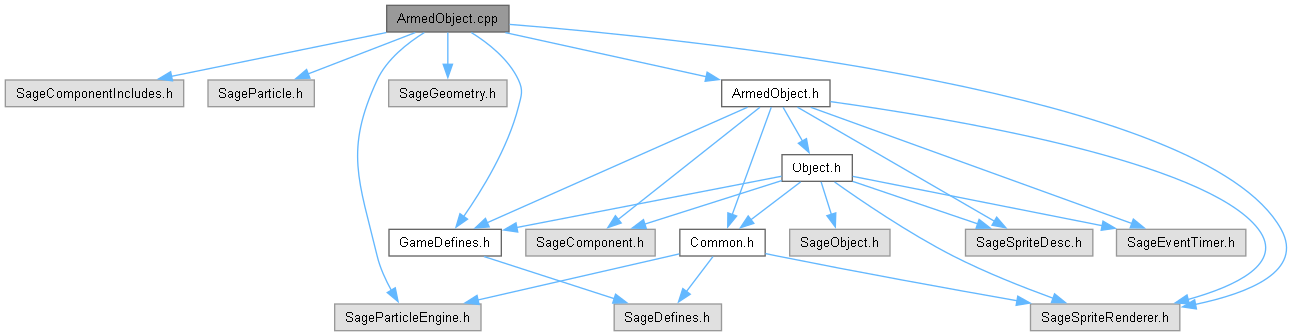 ArmedObject.cpp
SageComponentIncludes.h
SageParticle.h
SageGeometry.h
ArmedObject.h
Object.h
GameDefines.h
SageComponent.h
Common.h
SageObject.h
SageSpriteDesc.h
SageEventTimer.h
SageParticleEngine.h
SageDefines.h
SageSpriteRenderer.h